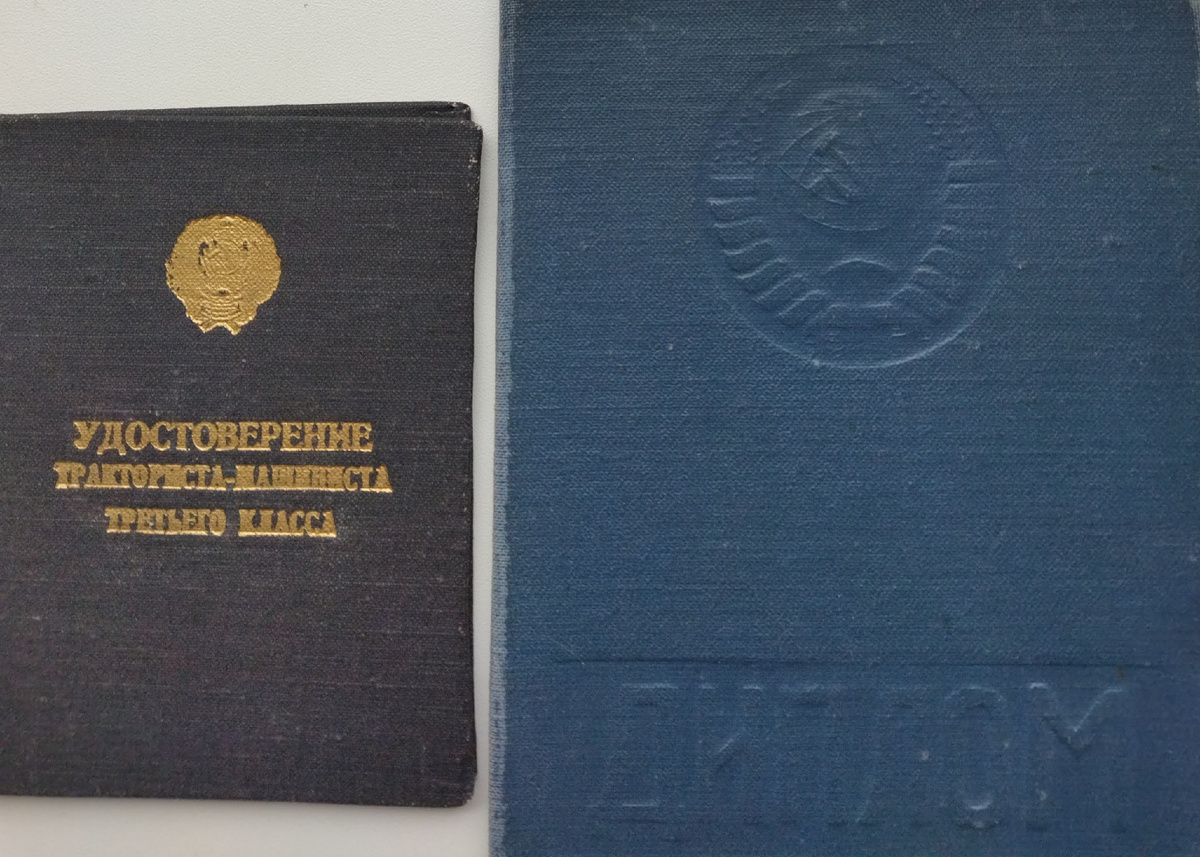 УДОСТОВЕРЕНИЕ
ТРАКТОРИСТА-МАШИНИСТА
ТРЕТЬЕГО КЛАССА
ДИПЛОМ